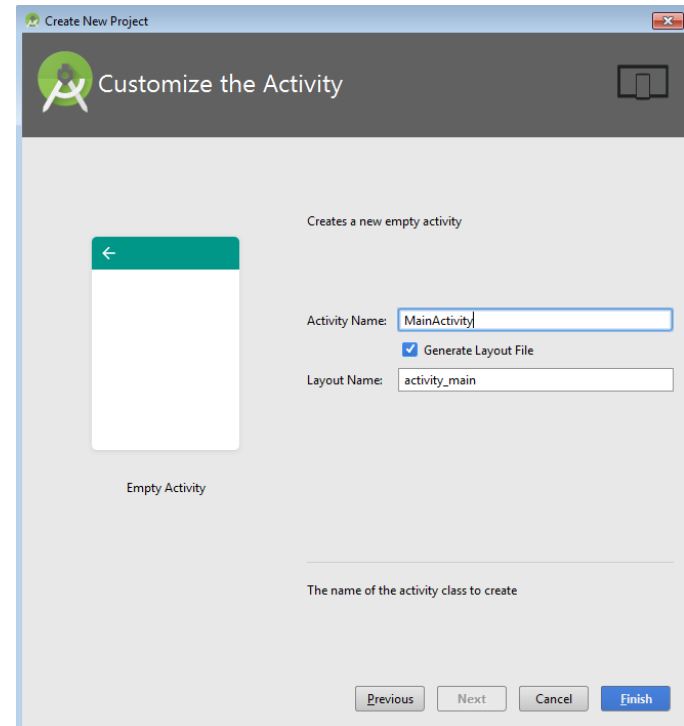 Create New Project
Customize the Activity
Creates a new empty activity
Activity Name: MainActivity
Generate Layout File
Layout Name: activity_main
Empty Activity
The name of the activity class to create
Previous Next Cancel Finish